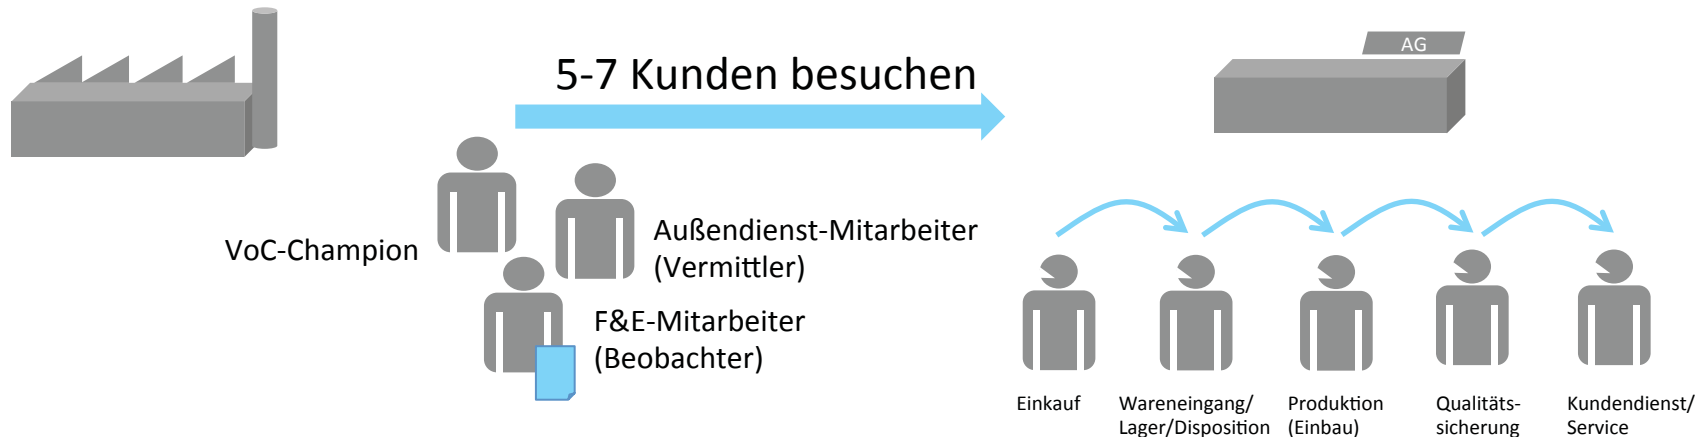 5-7 Kunden besuchen
AG
VoC-Champion
Außendienst-Mitarbeiter
(Vermittler)
F&E-Mitarbeiter
(Beobachter)
Einkauf
Wareneingang/
Lager/Disposition
Produktion
(Einbau)
Qualitäts-
sicherung
Kundendienst/
Service